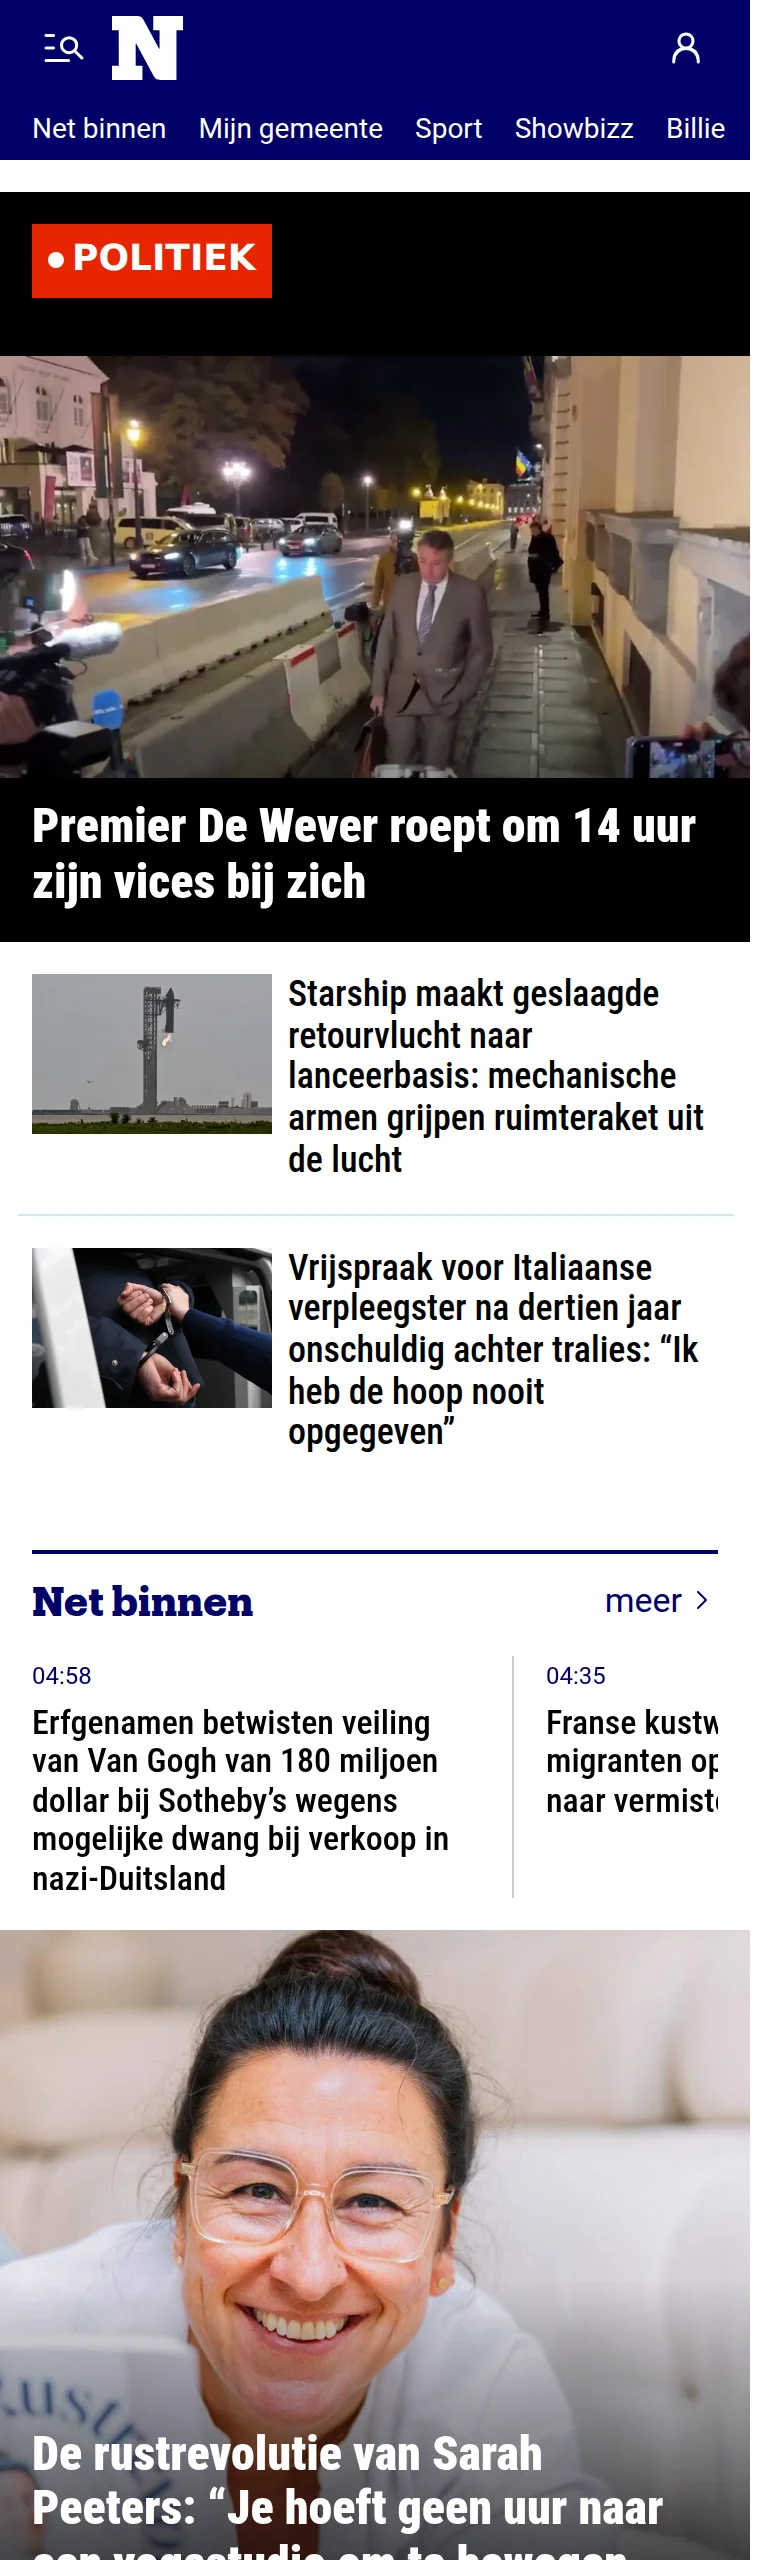 N
Net binnen Mijn gemeente Sport Showbizz Billie
POLITIEK
Premier De Wever roept om 14 uur
zijn vices bij zich
Starship maakt geslaagde
retourvlucht naar
lanceerbasis: mechanische
armen grijpen ruimteraket uit
de lucht
Vrijspraak voor Italiaanse
verpleegster na dertien jaar
onschuldig achter tralies: “Ik
heb de hoop nooit
opgegeven”
Net binnen
meer
04:58
Erfgenamen betwisten veiling
van Van Gogh van 180 miljoen
dollar bij Sotheby’s wegens
mogelijke dwang bij verkoop in
nazi-Duitsland
04:35
Franse
migranten
naar
De rustrevolutie van Sarah
Peeters: “Je hoeft geen uur naar